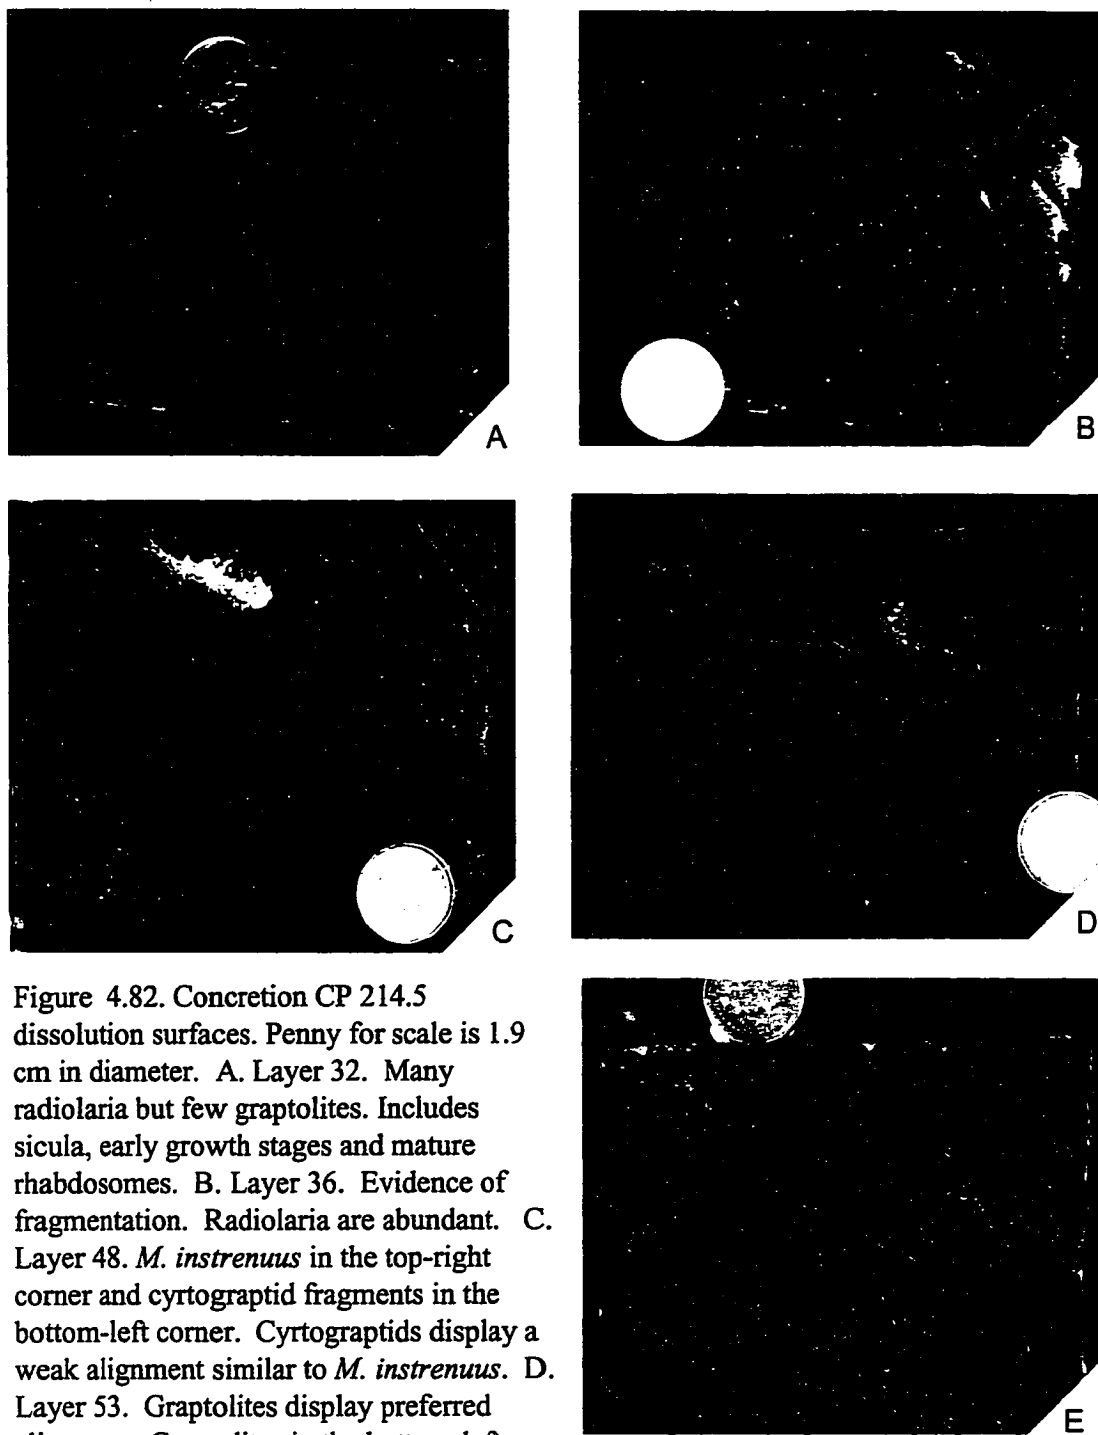 A
B
C
D
Figure 4.82. Concretion CP 214.5
dissolution surfaces. Penny for scale is 1.9
cm in diameter. A. Layer 32. Many
radiolaria but few graptolites. Includes
sicula, early growth stages and mature
rhabdosomes. B. Layer 36. Evidence of
fragmentation. Radiolaria are abundant. C.
Layer 48. M. instrenuus in the top-right
corner and cyrtograptid fragments in the
bottom-left corner. Cyrtograptids display a
weak alignment similar to M. instrenuus. D.
Layer 53. Graptolites display preferred
E